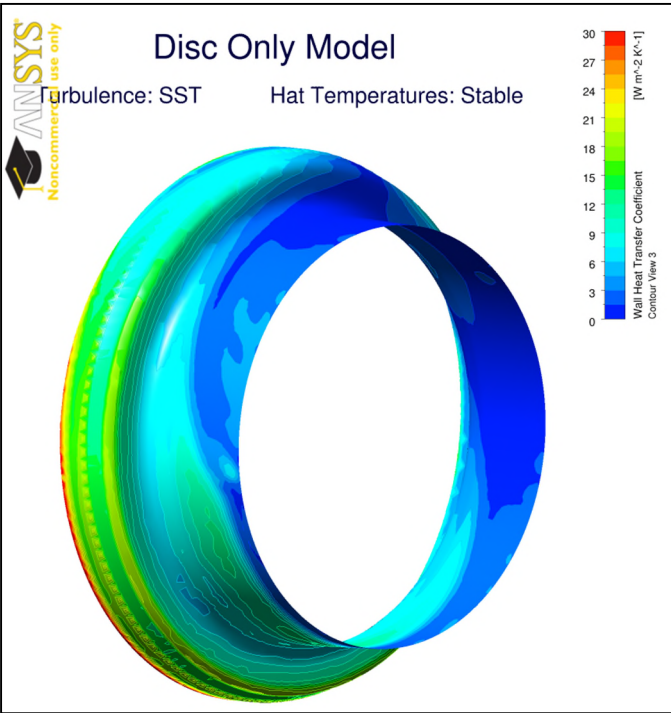 Disc Only Model
Turbulence: SST Hat Temperatures: Stable
ANSYS
Noncommercial use only
30
27
24
21
18
15
12
9
6
3
0
[W m^-2 K^-1]
Wall Heat Transfer Coefficient
Contour View 3